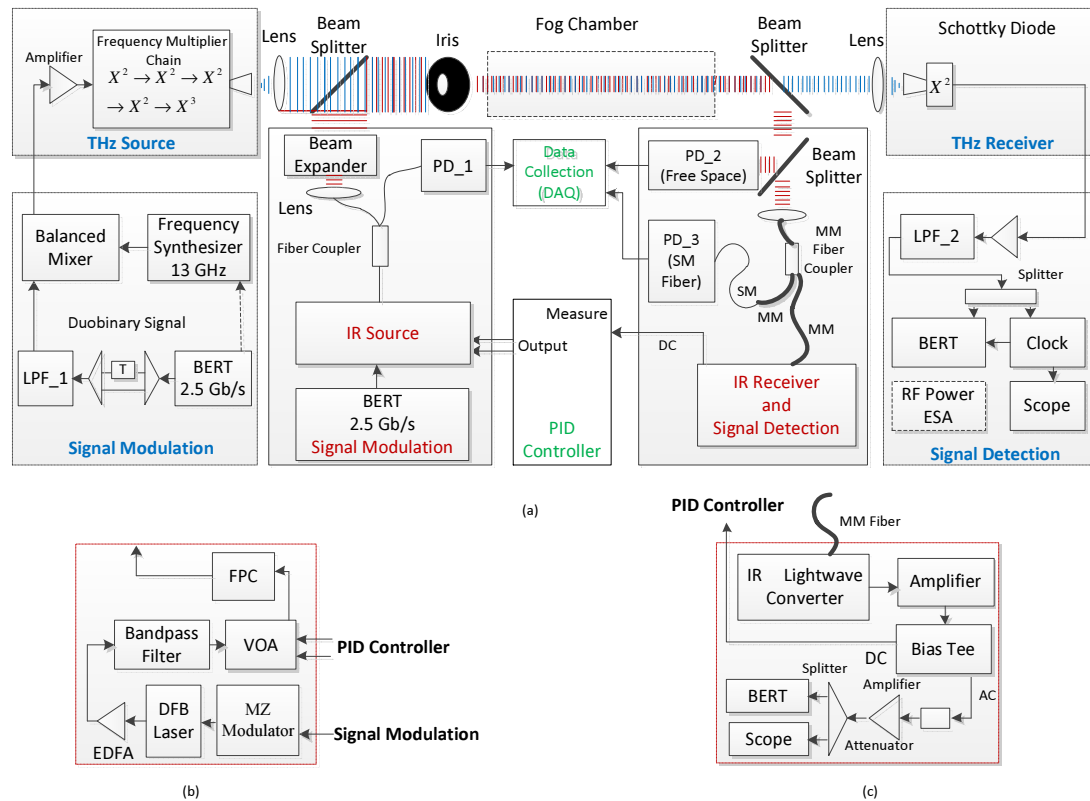 Amplifier
Frequency Multiplier
Chain
X² → X² → X²
→ X² → X³
THz Source
Lens
Beam
Splitter
Iris
Fog Chamber
Beam
Splitter
Lens
Schottky Diode
X²
THz Receiver
Balanced
Mixer
Frequency
Synthesizer
13 GHz
Duobinary Signal
LPF_1
T
BERT
2.5 Gb/s
Signal Modulation
Beam
Expander
Lens
Fiber Coupler
PD_1
IR Source
BERT
2.5 Gb/s
Signal Modulation
Data
Collection
(DAQ)
Measure
Output
PID
Controller
PD_2
(Free Space)
Beam
Splitter
PD_3
(SM
Fiber)
MM
Fiber
Coupler
SM
MM
MM
DC
IR Receiver
and
Signal Detection
LPF_2
Splitter
BERT
Clock
RF Power
ESA
Scope
Signal Detection
(a)
FPC
Bandpass
Filter
VOA
PID Controller
EDFA
DFB
Laser
MZ
Modulator
Signal Modulation
(b)
PID Controller
MM Fiber
IR Lightwave
Converter
Amplifier
Bias Tee
DC
AC
Splitter
Amplifier
BERT
Attenuator
Scope
(c)